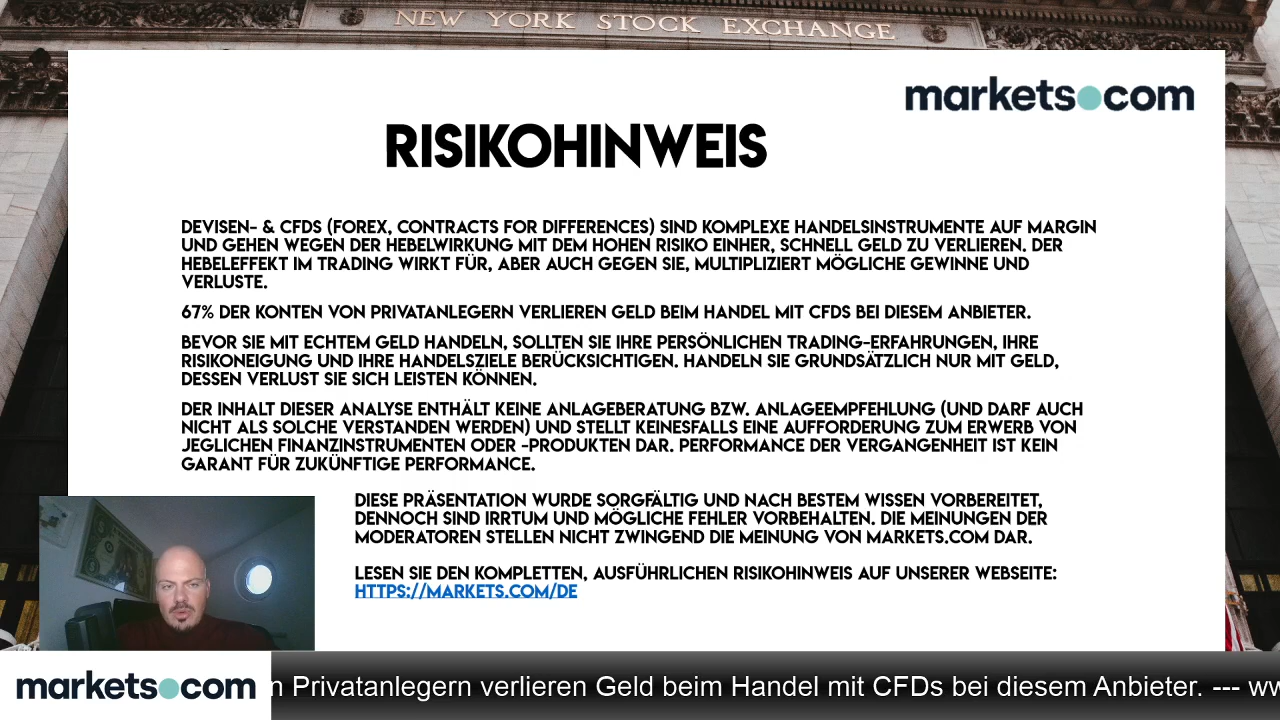 NEW YORK STOCK EXCHANGE
markets.com
RISIKOHINWEIS
DEVISEN- & CFDS (FOREX, CONTRACTS FOR DIFFERENCES) SIND KOMPLEXE HANDELSINSTRUMENTE AUF MARGIN
UND GEHEN WEGEN DER HEBELWIRKUNG MIT DEM HOHEN RISIKO EINHER, SCHNELL GELD ZU VERLIEREN. DER
HEBELEFFEKT IM TRADING WIRKT FÜR, ABER AUCH GEGEN SIE, MULTIPLIZIERT MÖGLICHE GEWINNE UND
VERLUSTE.
67% DER KONTEN VON PRIVATANLEGERN VERLIEREN GELD BEIM HANDEL MIT CFDS BEI DIESEM ANBIETER.
BEVOR SIE MIT ECHTEM GELD HANDELN, SOLLTEN SIE IHRE PERSÖNLICHEN TRADING-ERFAHRUNGEN, IHRE
RISIKONEIGUNG UND IHRE HANDELSZIELE BERÜCKSICHTIGEN. HANDELN SIE GRUNDSÄTZLICH NUR MIT GELD,
DESSEN VERLUST SIE SICH LEISTEN KÖNNEN.
DER INHALT DIESER ANALYSE ENTHÄLT KEINE ANLAGEBERATUNG BZW. ANLAGEEMPFEHLUNG (UND DARF AUCH
NICHT ALS SOLCHE VERSTANDEN WERDEN) UND STELLT KEINESFALLS EINE AUFFORDERUNG ZUM ERWERB VON
JEGLICHEN FINANZINSTRUMENTEN ODER -PRODUKTEN DAR. PERFORMANCE DER VERGANGENHEIT IST KEIN
GARANT FÜR ZUKÜNFTIGE PERFORMANCE.
DIESE PRÄSENTATION WURDE SORGFÄLTIG UND NACH BESTEM WISSEN VORBEREITET,
DENNOCH SIND IRRTUM UND MÖGLICHE FEHLER VORBEHALTEN. DIE MEINUNGEN DER
MODERATOREN STELLEN NICHT ZWINGEND DIE MEINUNG VON MARKETS.COM DAR.
LESEN SIE DEN KOMPLETTEN, AUSFÜHRLICHEN RISIKOHINWEIS AUF UNSERER WEBSEITE:
HTTPS://MARKETS.COM/DE
markets.com
n Privatanlegern verlieren Geld beim Handel mit CFDs bei diesem Anbieter. --- ww